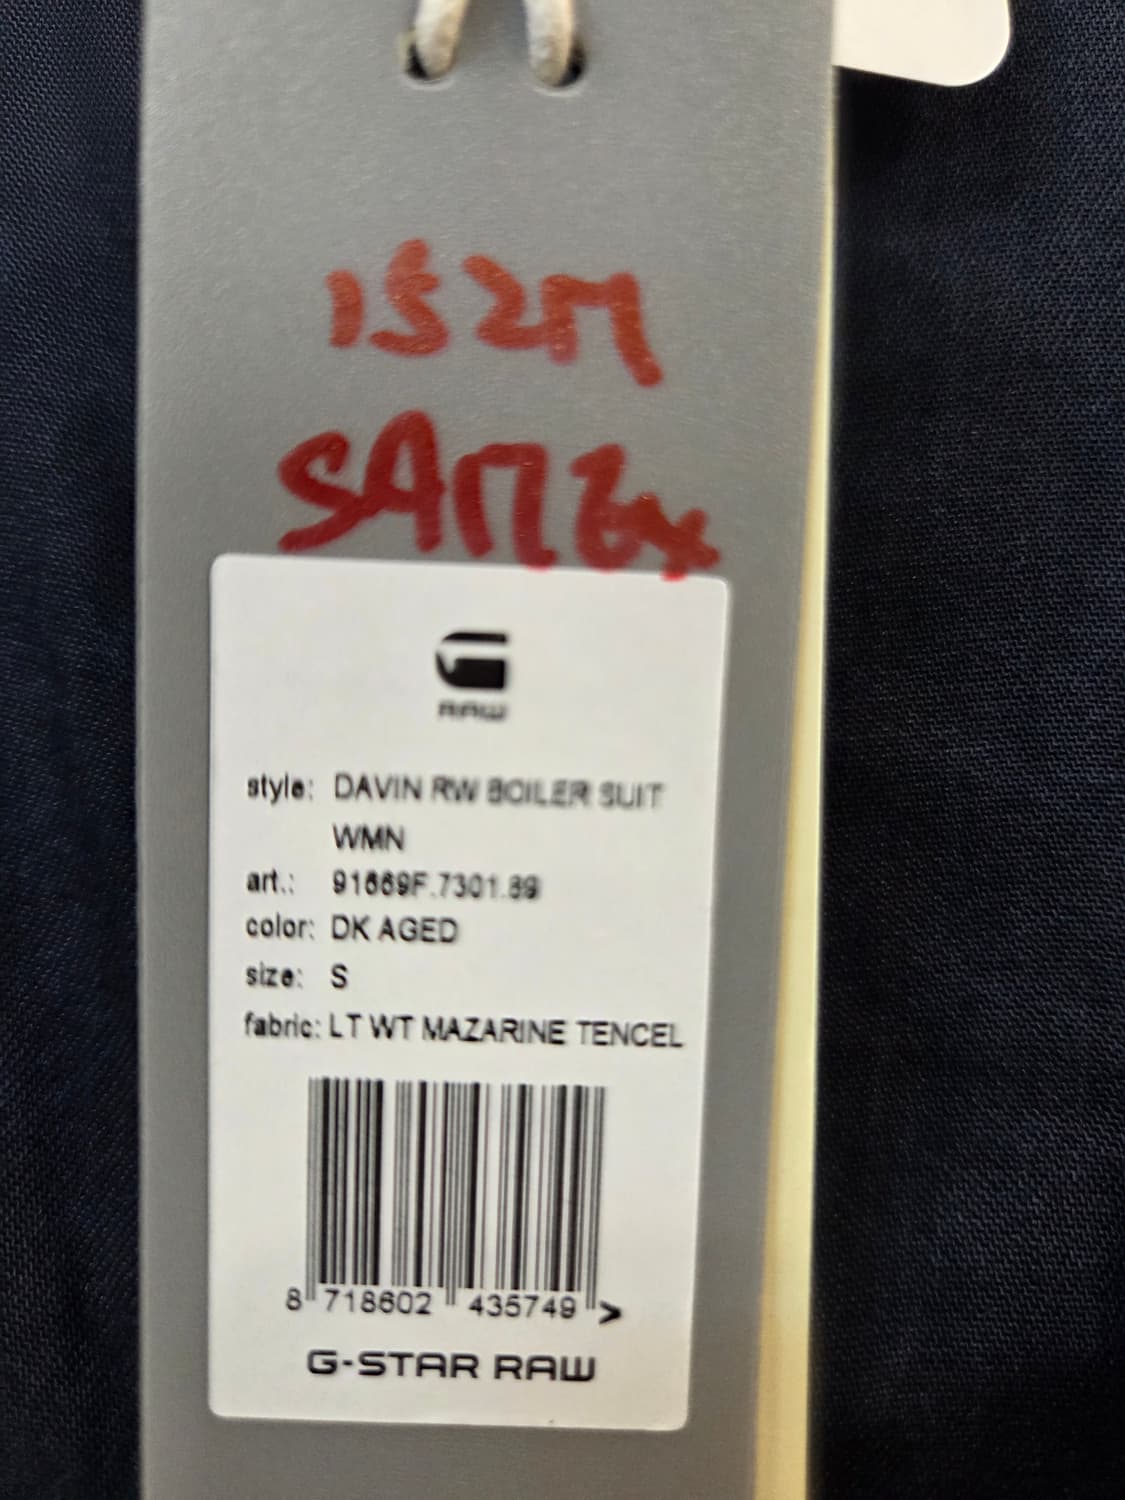 RAW
style: DAVIN RW BOILER SUIT
WMN
art.: 91669F.7301.89
color: DK AGED
size: S
fabric: LT WT MAZARINE TENCEL
8 718602 435749 >
G-STAR RAW